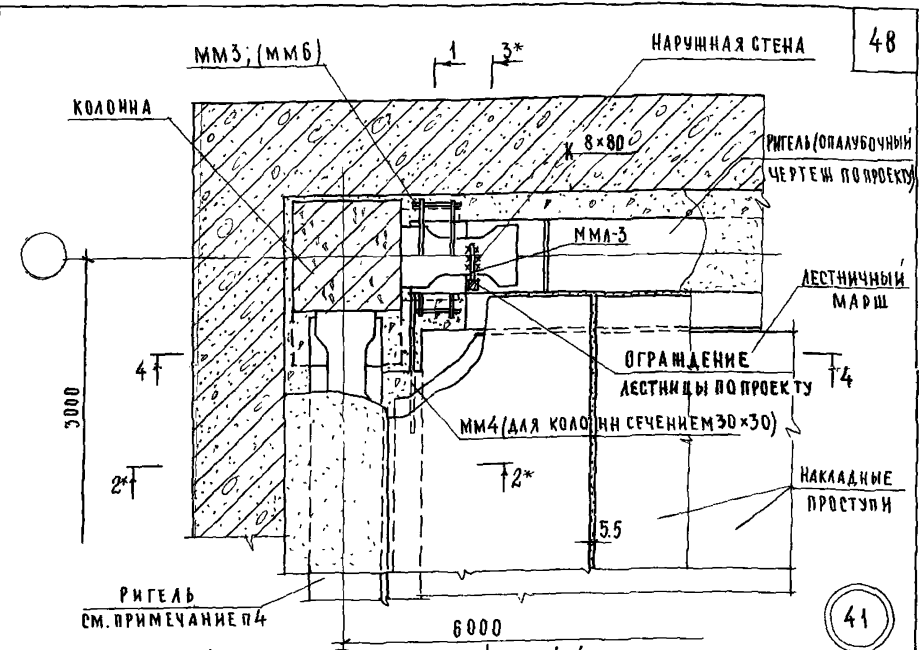 48
ММ3; (ММ6)
1
3*
НАРУЖНАЯ СТЕНА
КОЛОННА
8×80
РИГЕЛЬ (ОПАЛУБОЧНЫЙ
ЧЕРТЕЖ ПО ПРОЕКТУ)
ММЛ-3
ЛЕСТНИЧНЫЙ
МАРШ
ОГРАЖДЕНИЕ
ЛЕСТНИЦЫ ПО ПРОЕКТУ
4
4
3000
ММ4 (ДЛЯ КОЛОНН СЕЧЕНИЕМ 30×30)
2*
2*
НАКЛАДНЫЕ
ПРОСТУПИ
5.5
РИГЕЛЬ
СМ. ПРИМЕЧАНИЕ П4
6000
41